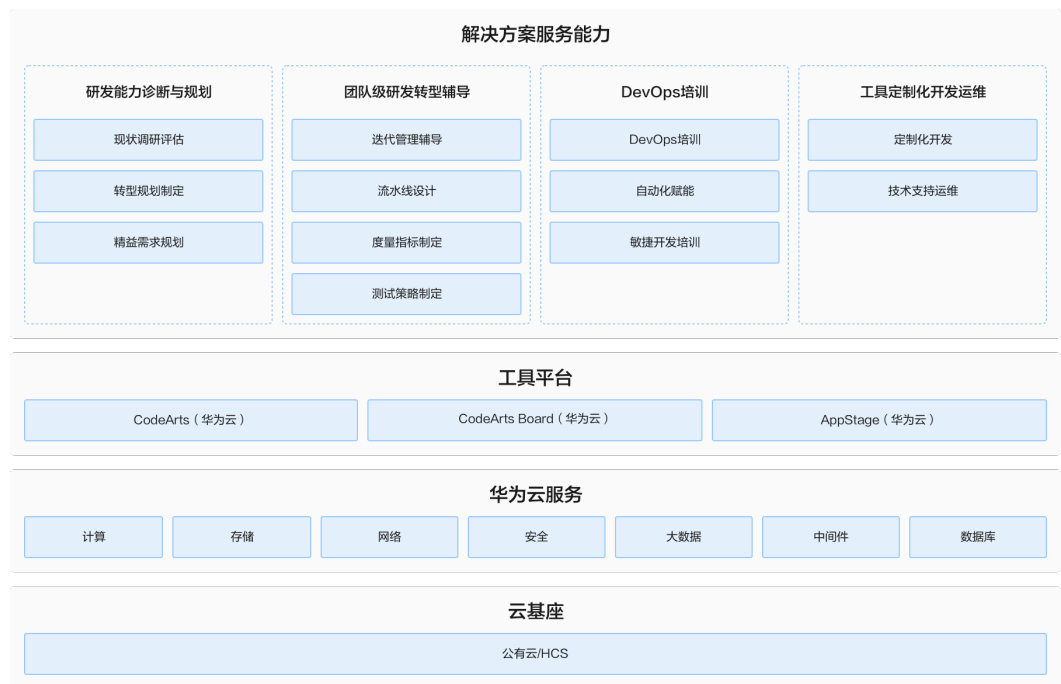 解决方案服务能力
研发能力诊断与规划
现状调研评估
转型规划制定
精益需求规划
团队级研发转型辅导
迭代管理辅导
流水线设计
度量指标制定
测试策略制定
DevOps培训
DevOps培训
自动化赋能
敏捷开发培训
工具定制化开发运维
定制化开发
技术支持运维
工具平台
CodeArts（华为云）
CodeArts Board（华为云）
AppStage（华为云）
华为云服务
计算
存储
网络
安全
大数据
中间件
数据库
云基座
公有云/HCS